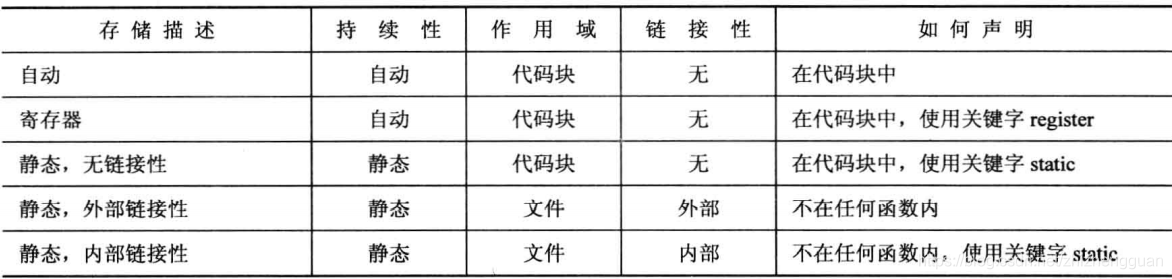 存储描述 持续性 作用域 链接性 如何声明
自动 自动 代码块 无 在代码块中
寄存器 自动 代码块 无 在代码块中，使用关键字 register
静态，无链接性 静态 代码块 无 在代码块中，使用关键字 static
静态，外部链接性 静态 文件 外部 不在任何函数内
静态，内部链接性 静态 文件 内部 不在任何函数内，使用关键字 static